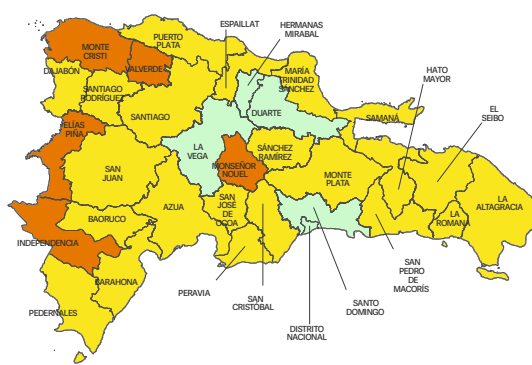 ESPAILLAT
HERMANAS
MIRABAL
PUERTO
PLATA
MONTE
CRISTI
VALVERDE
DAJABÓN
SANTIAGO
RODRÍGUEZ
MARÍA
TRINIDAD
SÁNCHEZ
HATO
MAYOR
EL
SEIBO
SANTIAGO
DUARTE
SAMANÁ
ELÍAS
PIÑA
LA
VEGA
SÁNCHEZ
RAMÍREZ
MONSEÑOR
NOUEL
SAN
JUAN
MONTE
PLATA
LA
ALTAGRACIA
LA
ROMANA
BAORUCO
AZUA
SAN
JOSÉ
DE
OCOA
INDEPENDENCIA
BARAHONA
PEDERNALES
PERAVIA
SAN
CRISTÓBAL
DISTRITO
NACIONAL
SANTO
DOMINGO
SAN
PEDRO
DE
MACORÍS